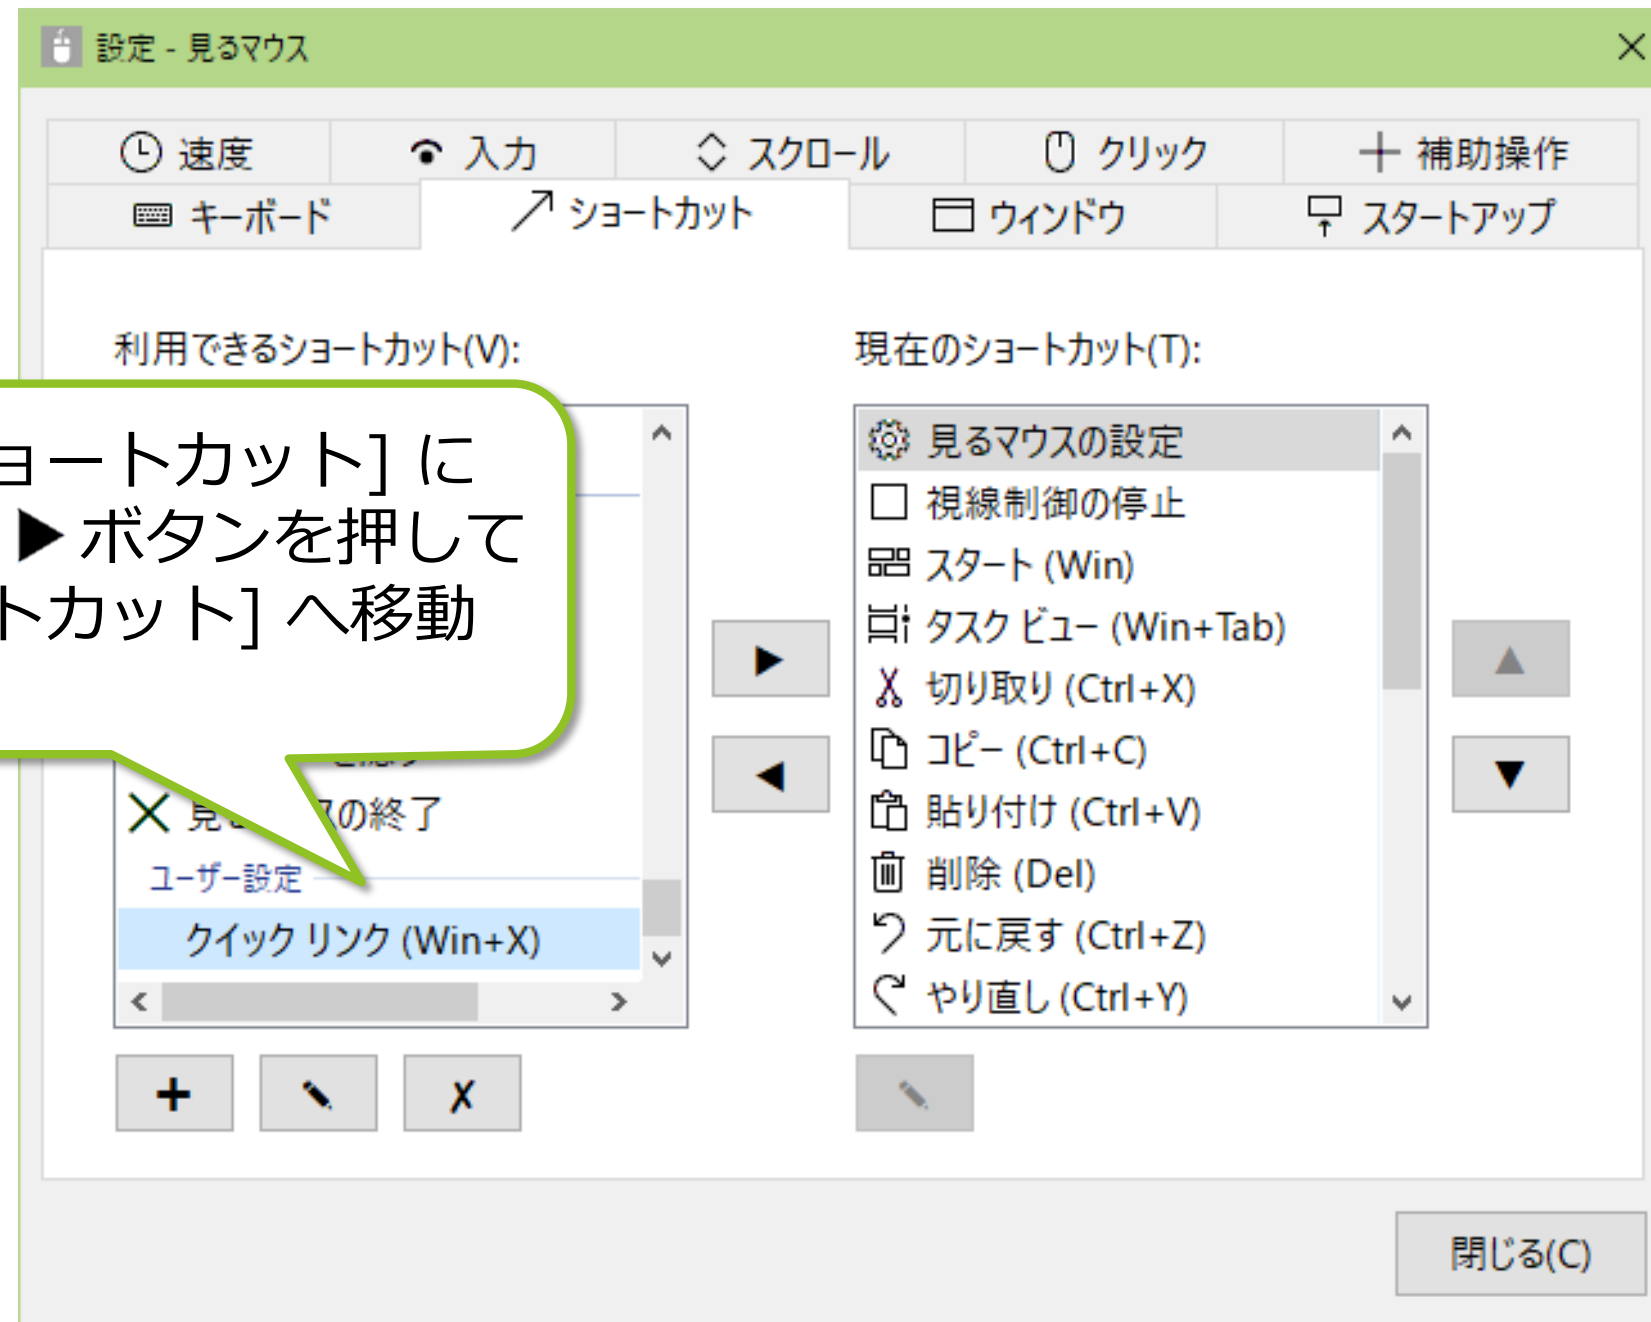 設定 - 見るマウス
速度
入力
スクロール
クリック
補助操作
キーボード
ショートカット
ウィンドウ
スタートアップ
利用できるショートカット(V):
現在のショートカット(T):
ョートカット] に
▶ ボタンを押して
トカット] へ移動
の終了
ユーザー設定
クイック リンク (Win+X)
見るマウスの設定
視線制御の停止
スタート (Win)
タスク ビュー (Win+Tab)
切り取り (Ctrl+X)
コピー (Ctrl+C)
貼り付け (Ctrl+V)
削除 (Del)
元に戻す (Ctrl+Z)
やり直し (Ctrl+Y)
閉じる(C)